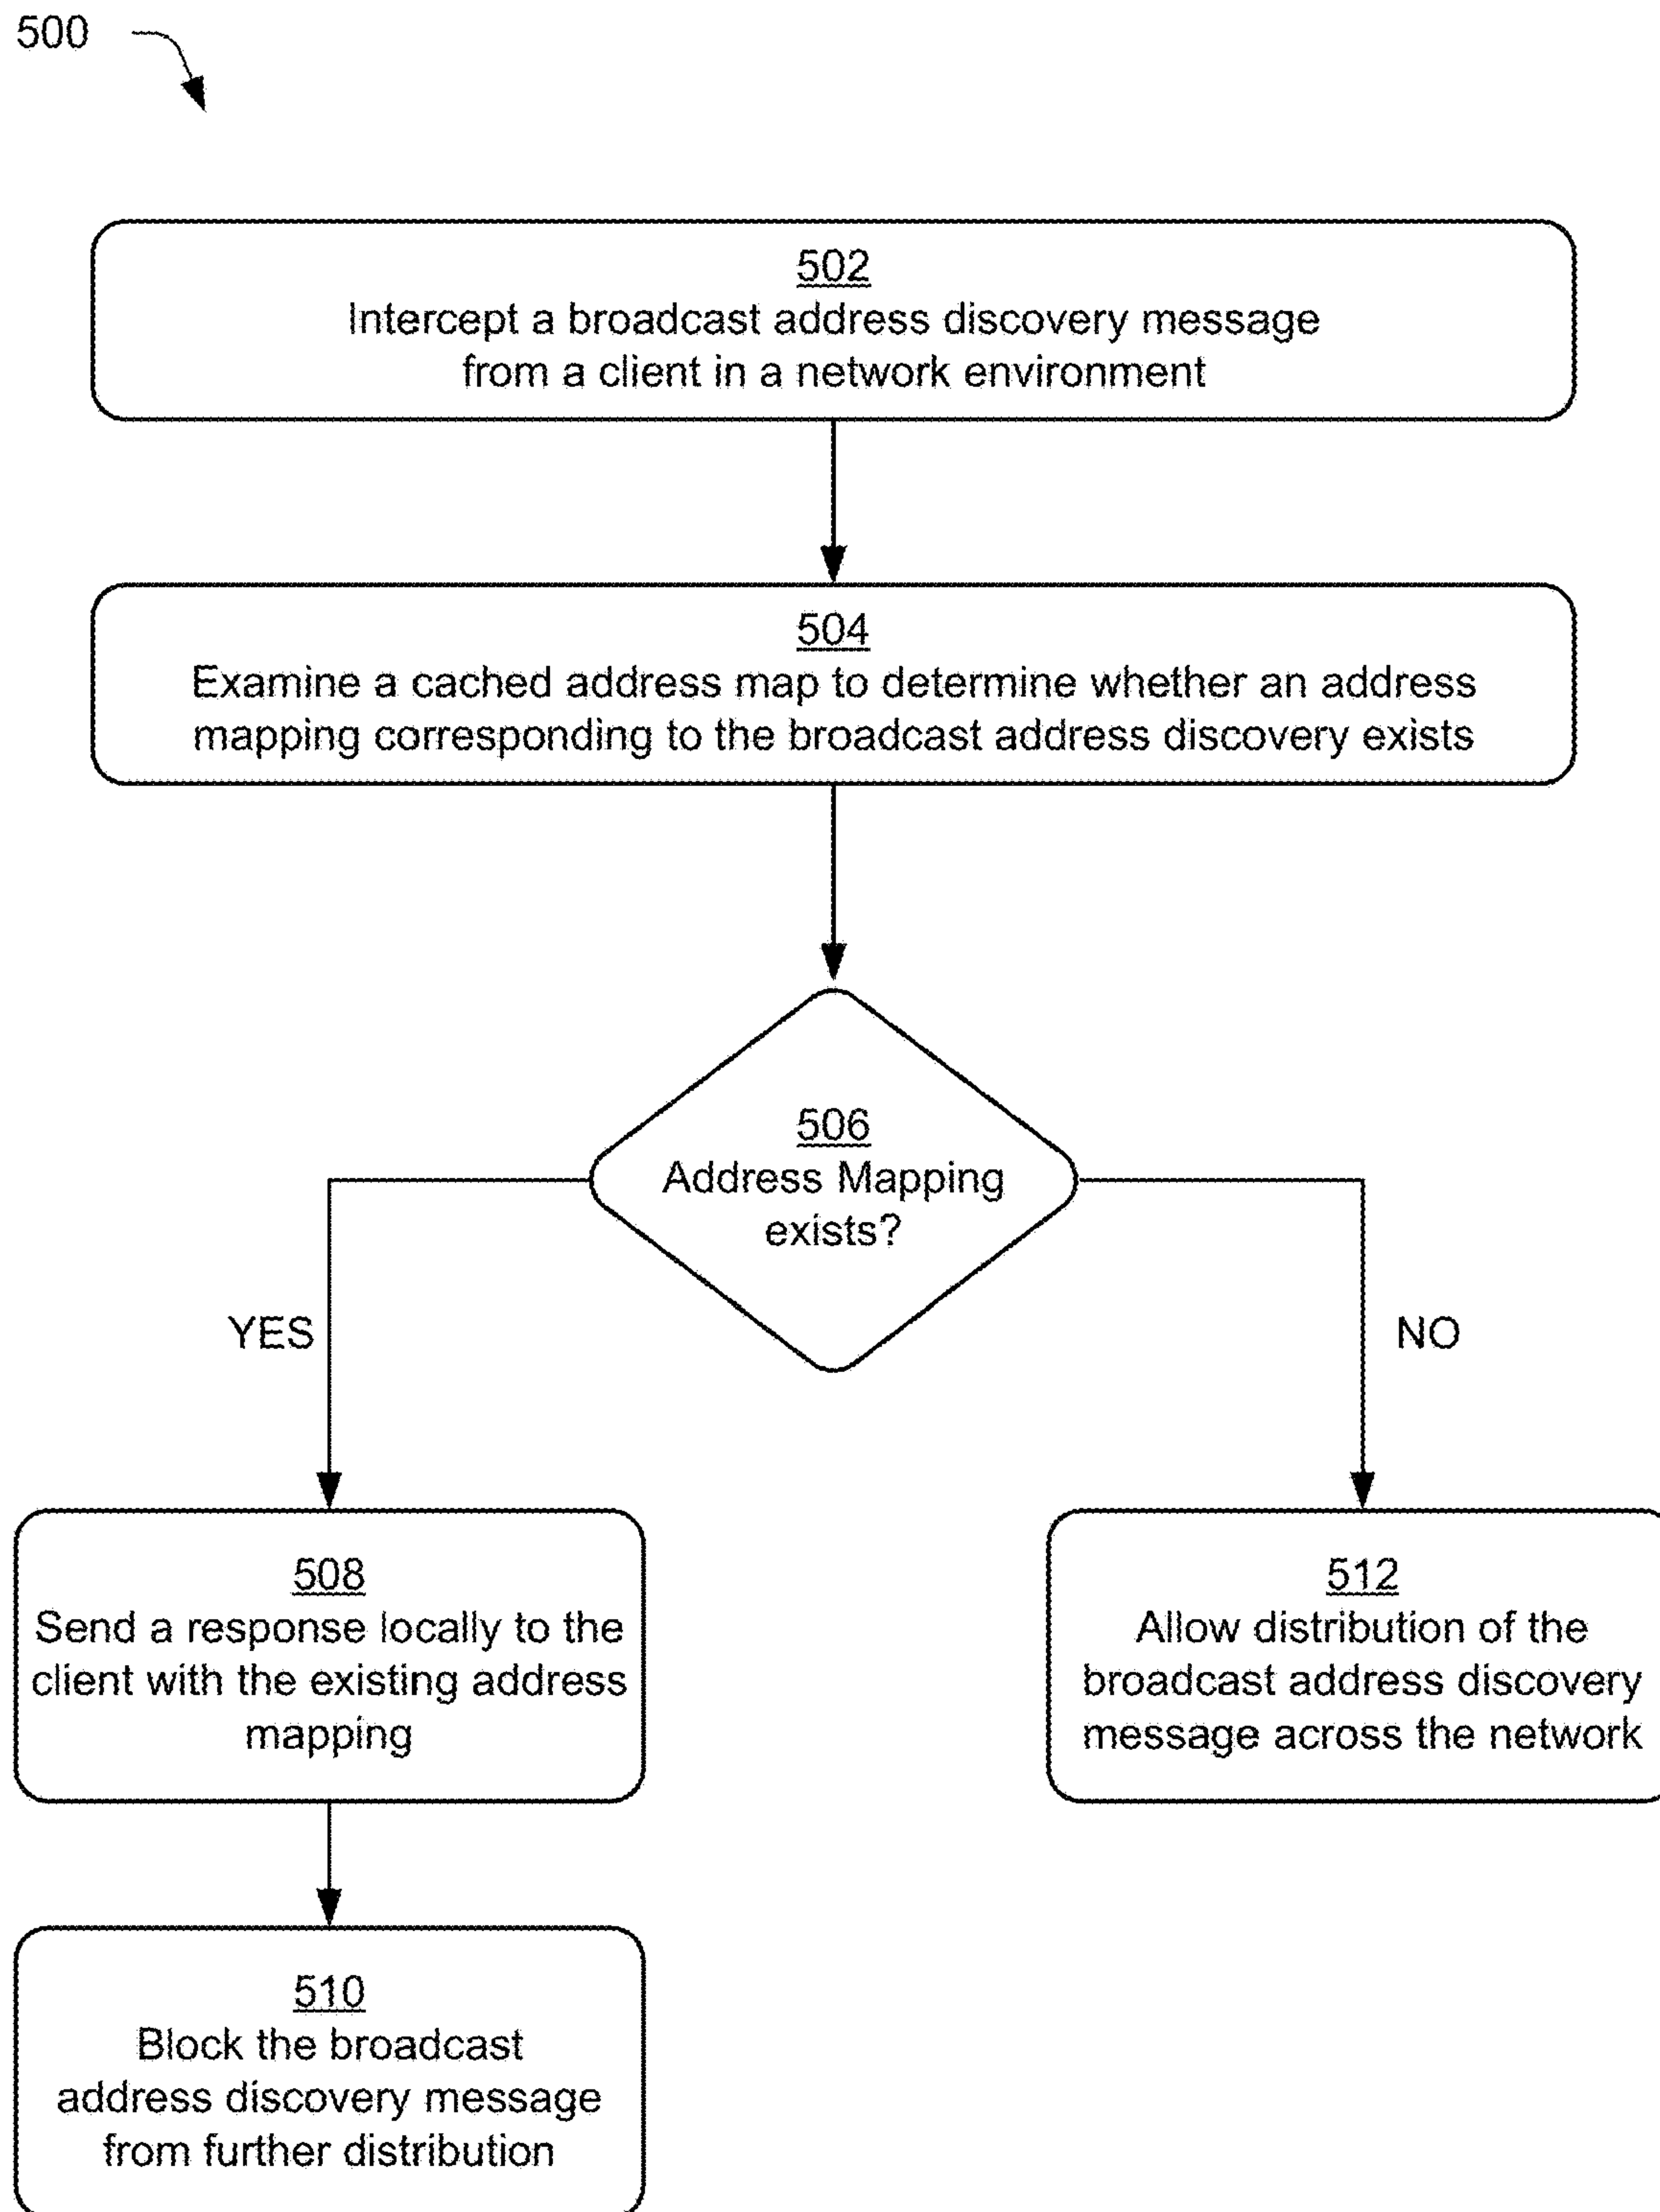 500
502
Intercept a broadcast address discovery message
from a client in a network environment
504
Examine a cached address map to determine whether an address
mapping corresponding to the broadcast address discovery exists
506
Address Mapping
exists?
YES
NO
508
Send a response locally to the
client with the existing address
mapping
512
Allow distribution of the
broadcast address discovery
message across the network
510
Block the broadcast
address discovery message
from further distribution